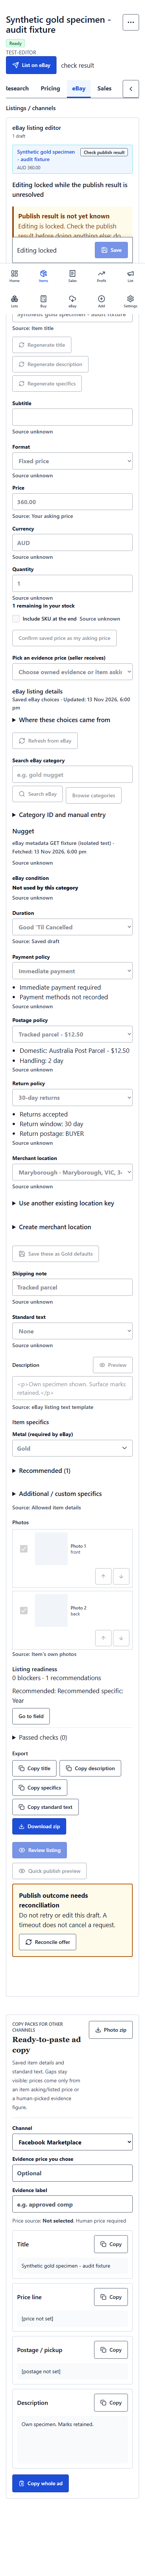 Synthetic gold specimen - audit fixture
Ready
TEST-EDITOR
List on eBay
check result
Research
Pricing
eBay
Sales
Listings / channels
eBay listing editor
1 draft
Synthetic gold specimen - audit fixture
AUD 360.00
Check publish result
Editing locked while the publish result is unresolved
Publish result is not yet known
Editing is locked. Check the publish
result before doing anything else: do
Editing locked
Save
Home
Items
Sales
Profit
List
Lots
Buy
eBay
Add
Settings
Synthetic gold specimen - audit fixture
Source: Item title
Regenerate title
Regenerate description
Regenerate specifics
Subtitle
Source unknown
Format
Fixed price
Source unknown
Price
360.00
Source: Your asking price
Currency
AUD
Source unknown
Quantity
1
Source unknown
1 remaining in your stock
Include SKU at the end
Source unknown
Confirm saved price as my asking price
Pick an evidence price (seller receives)
Choose owned evidence or item aski
eBay listing details
Saved eBay choices · Updated: 13 Nov 2026, 6:00 pm
Where these choices came from
Refresh from eBay
Search eBay category
e.g. gold nugget
Search eBay
Browse categories
Category ID and manual entry
Nugget
eBay metadata GET fixture (isolated test) ·
Fetched: 13 Nov 2026, 6:00 pm
Source unknown
eBay condition
Not used by this category
Source unknown
Duration
Good 'Til Cancelled
Source: Saved draft
Payment policy
Immediate payment
Immediate payment required
Payment methods not recorded
Source unknown
Postage policy
Tracked parcel - $12.50
Domestic: Australia Post Parcel - $12.50
Handling: 2 day
Source unknown
Return policy
30-day returns
Returns accepted
Return window: 30 day
Return postage: BUYER
Source unknown
Merchant location
Maryborough - Maryborough, VIC, 3-
Source unknown
Use another existing location key
Create merchant location
Save these as Gold defaults
Shipping note
Tracked parcel
Source unknown
Standard text
None
Source unknown
Description
Preview
<p>Own specimen shown. Surface marks retained.</p>
Source: eBay listing text template
Item specifics
Metal (required by eBay)
Gold
Recommended (1)
Additional / custom specifics
Source: Allowed item details
Photos
Photo 1
front
Photo 2
back
Source: Item's own photos
Listing readiness
0 blockers · 1 recommendations
Recommended: Recommended specific: Year
Go to field
Passed checks (0)
Export
Copy title
Copy description
Copy specifics
Copy standard text
Download zip
Review listing
Quick publish preview
Publish outcome needs reconciliation
Do not retry or edit this draft. A timeout does not cancel a request.
Reconcile offer
COPY PACKS FOR OTHER CHANNELS
Ready-to-paste ad copy
Photo zip
Saved item details and standard text. Gaps stay visible; prices come only from an item asking/listed price or a human-picked evidence figure.
Channel
Facebook Marketplace
Evidence price you chose
Optional
Evidence label
e.g. approved comp
Price source: Not selected. Human price required
Title
Copy
Synthetic gold specimen - audit fixture
Price line
Copy
[price not set]
Postage / pickup
Copy
[postage not set]
Description
Copy
Own specimen. Marks retained.
Copy whole ad